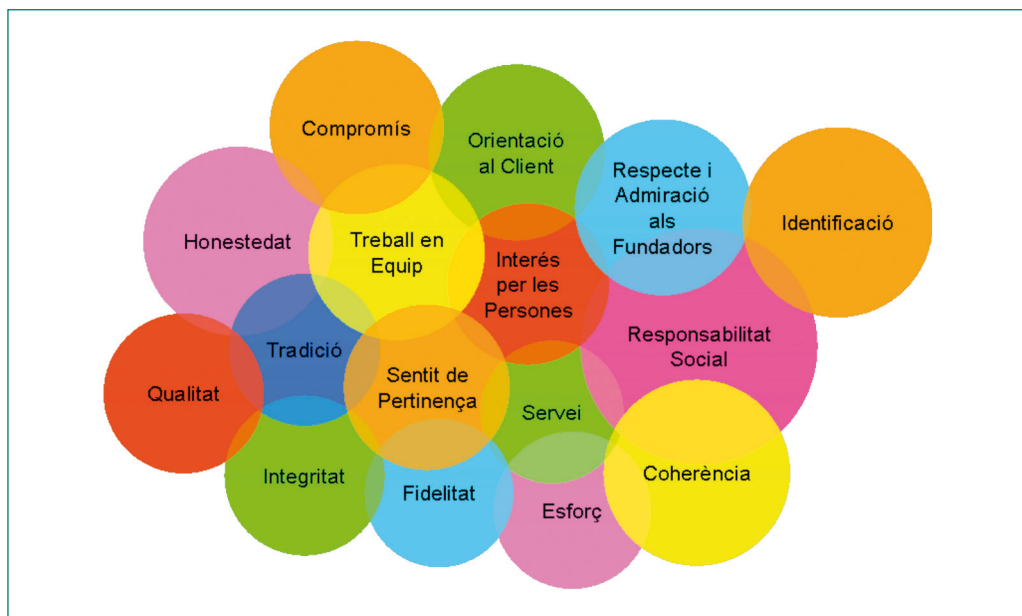 Compromís
Orientació
al Client
Respecte i
Admiració
als
Fundadors
Identificació
Honestedat
Treball en
Equip
Interés
per les
Persones
Responsabilitat
Social
Tradició
Qualitat
Sentit de
Pertinença
Servei
Integritat
Fidelitat
Esforç
Coherència